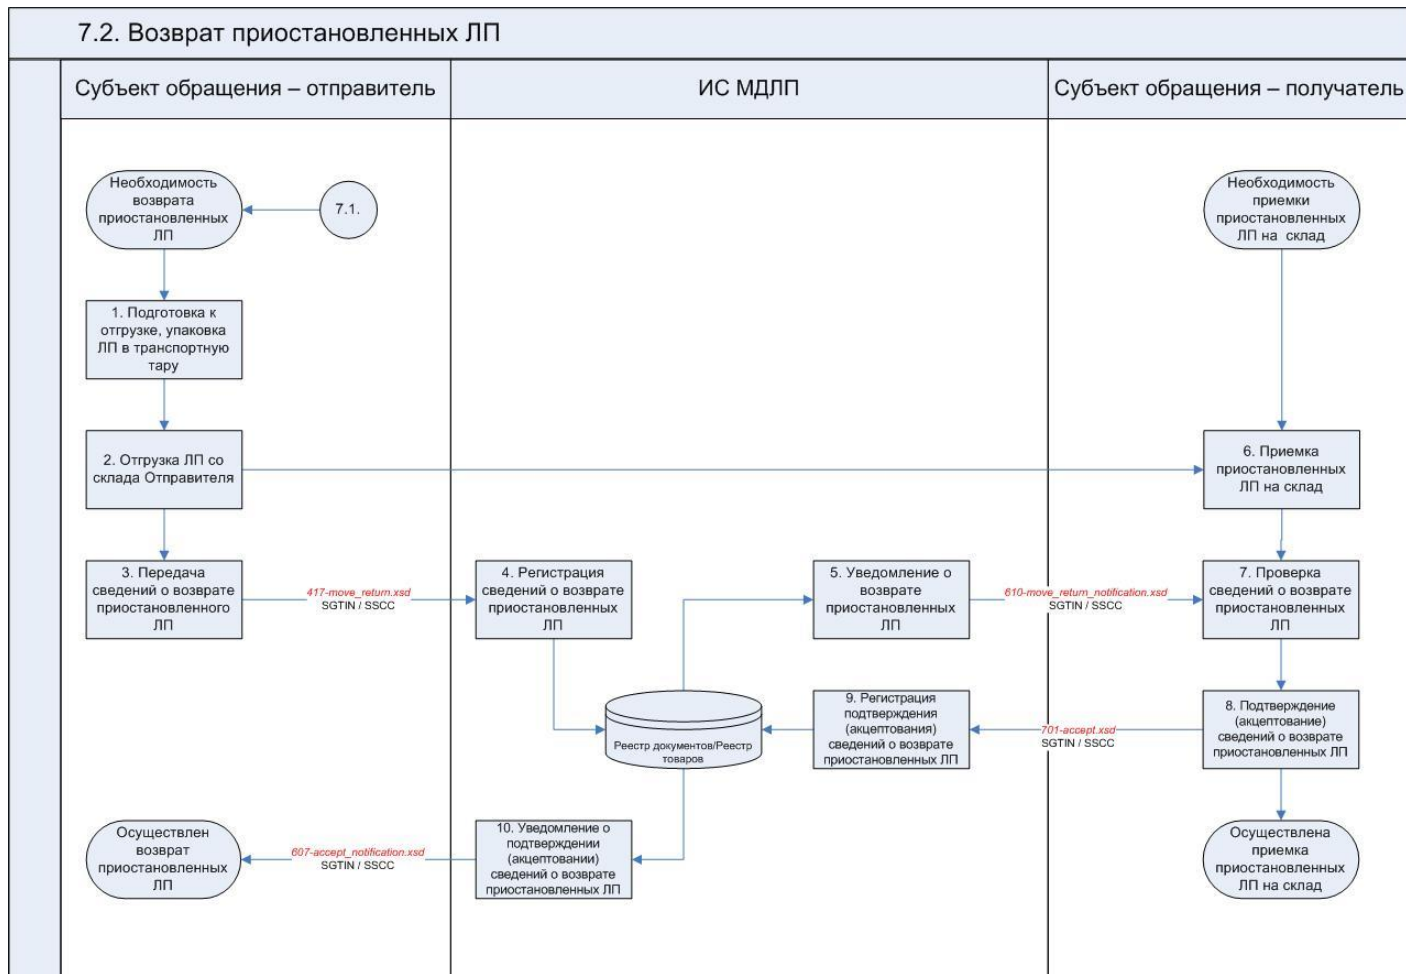 7.2. Возврат приостановленных ЛП
Субъект обращения – отправитель
ИС МДЛП
Субъект обращения – получатель
Необходимость
возврата
приостановленных
ЛП
7.1.
Необходимость
приемки
приостановленных
ЛП на склад
1. Подготовка к
отгрузке, упаковка
ЛП в транспортную
тару
2. Отгрузка ЛП со
склада Отправителя
6. Приемка
приостановленных
ЛП на склад
3. Передача
сведений о возврате
приостановленного
ЛП
417-move_return.xsd
SGTIN / SSCC
4. Регистрация
сведений о возврате
приостановленных
ЛП
5. Уведомление о
возврате
приостановленных
ЛП
610-move_return_notification.xsd
SGTIN / SSCC
7. Проверка
сведений о возврате
приостановленных
ЛП
Реестр документов/Реестр
товаров
9. Регистрация
подтверждения
(акцептования)
сведений о возврате
приостановленных ЛП
701-accept.xsd
SGTIN / SSCC
8. Подтверждение
(акцептование)
сведений о возврате
приостановленных ЛП
Осуществлен
возврат
приостановленных
ЛП
607-accept_notification.xsd
SGTIN / SSCC
10. Уведомление о
подтверждении
(акцептовании)
сведений о возврате
приостановленных ЛП
Осуществлена
приемка
приостановленных
ЛП на склад